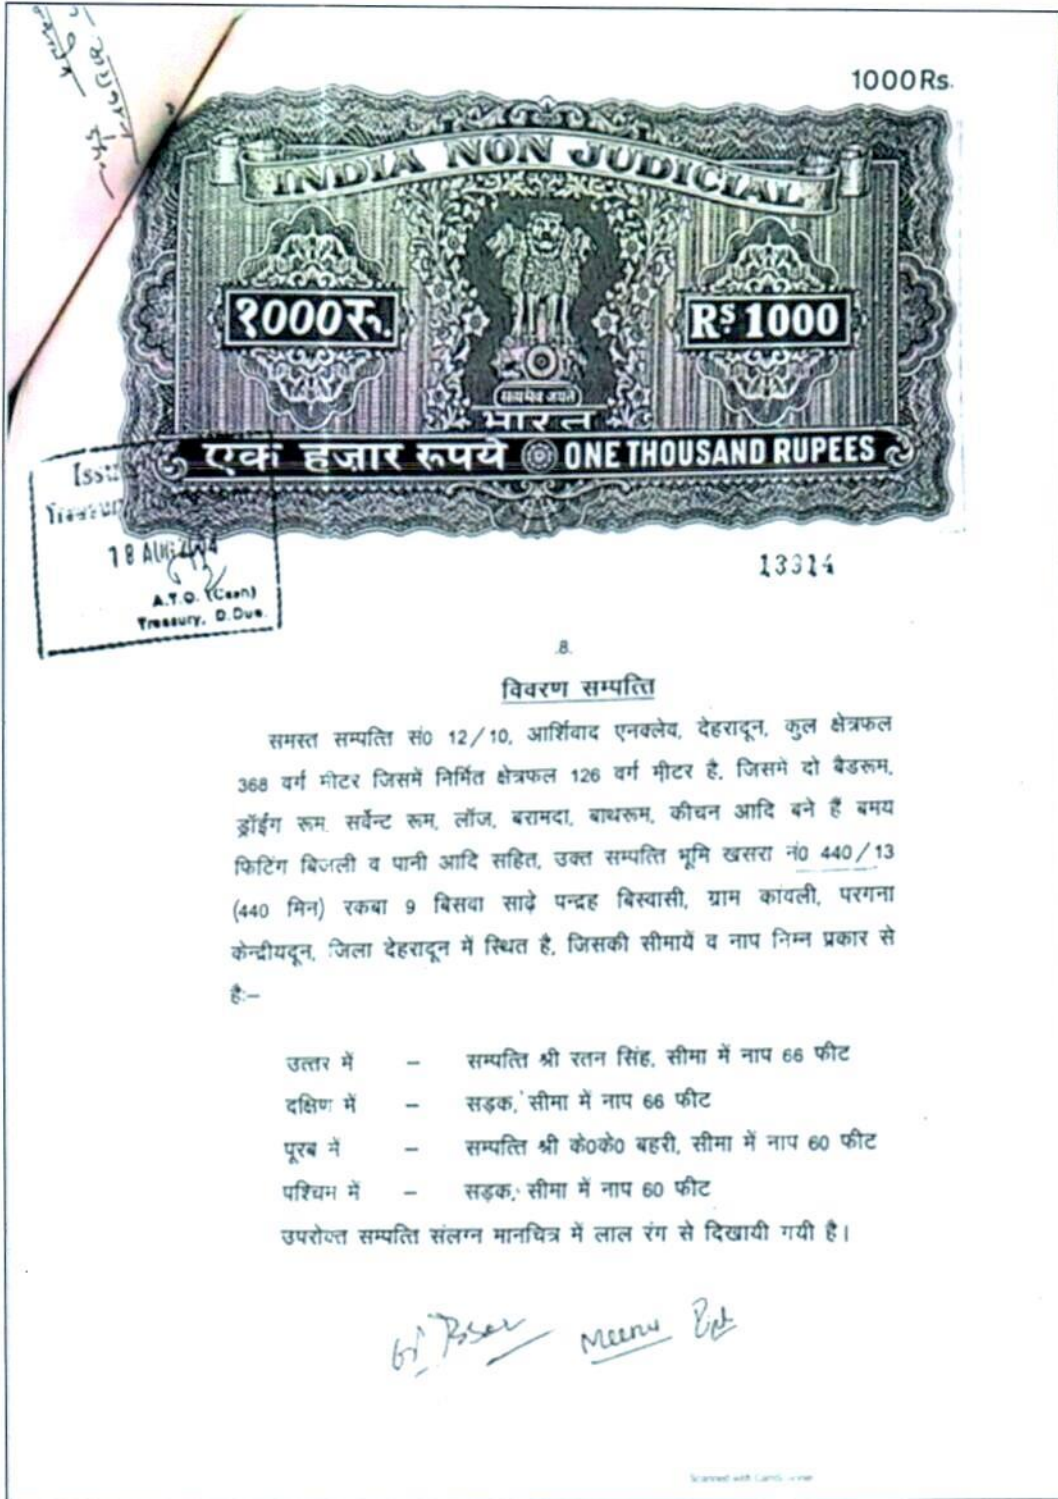 1000Rs.
INDIA NON JUDICIAL
१000रु.
Rs. 1000
सत्यमेव जयते
भारत
एक हजार रूपये ONE THOUSAND RUPEES
18 AUG
A.T.O. (Cash)
Treasury, D.Dun.
13314
.8.
विवरण सम्पत्ति
समस्त सम्पत्ति सं0 12/10, आर्शिवाद एनक्लेव, देहरादून, कुल क्षेत्रफल
368 वर्ग मीटर जिसमें निर्मित क्षेत्रफल 126 वर्ग मीटर है, जिसमे दो बैडरूम,
ड्रॉईंग रूम, सर्वेन्ट रूम, लॉज, बरामदा, बाथरूम, कीचन आदि बने हैं बमय
फिटिंग बिजली व पानी आदि सहित, उक्त सम्पत्ति भूमि खसरा नं0 440/13
(440 मिन) रकबा 9 बिसवा साढ़े पन्द्रह बिस्वासी, ग्राम कांवली, परगना
केन्द्रीयदून, जिला देहरादून में स्थित है, जिसकी सीमायें व नाप निम्न प्रकार से
है:–
उत्तर में – सम्पत्ति श्री रतन सिंह, सीमा में नाप 66 फीट
दक्षिण में – सड़क, सीमा में नाप 66 फीट
पूरब में – सम्पत्ति श्री के0के0 बहरी, सीमा में नाप 60 फीट
पश्चिम में – सड़क, सीमा में नाप 60 फीट
उपरोक्त सम्पत्ति संलग्न मानचित्र में लाल रंग से दिखायी गयी है।
Meenu
Scanned with CamScanner